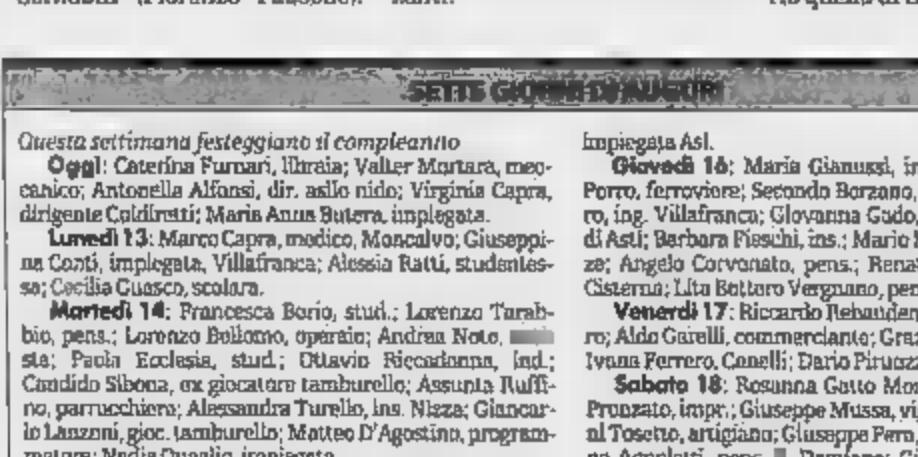 SETTE GIORNI DI AUGURI
Questa settimana festeggiano il compleanno
Oggi: Caterina Furnari, libraia; Valter Mortara, mec-
canico; Antonella Alfonsi, dir. asilo nido; Virginia Capra,
dirigente Coldiretti; Maria Anna Butera, impiegata.
Lunedì 13: Marco Capra, medico, Moncalvo; Giuseppi-
na Conti, impiegata, Villafranca; Alessia Ratti, studentes-
sa; Cecilia Guasco, scolara.
Martedì 14: Francesca Borio, stud.; Lorenzo Tarab-
bio, pens.; Lorenzo Bellomo, operaio; Andrea Noto,
sta; Paola Ecclesia, stud.; Ottavio Riccadonna, ind.;
Candido Sibona, ex giocatore tamburello; Assunta Ruffi-
no, parrucchiera; Alessandra Turello, ins. Nizza; Giancar-
lo Lanzoni, gioc. tamburello; Matteo D'Agostino, program-
matore; Nadia Quaglio, impiegata
impiegata Asl.
Giovedì 16: Maria Gianussi,
Porro, ferroviere; Secondo Borzano,
ro, ing. Villafranca; Giovanna Gado,
di Asti; Barbara Fieschi, ins.; Mario
ze; Angelo Corvonato, pens.;
Cisterna; Lita Bottero Vergnano,
Venerdì 17: Riccardo
ro; Aldo Garelli, commerciante;
Ivana Ferrero, Canelli; Dario
Sabato 18: Rosanna Gatto
Pronzato, impr.; Giuseppe Mussa,
al Tosetto, artigiano; Giuseppe Pero,